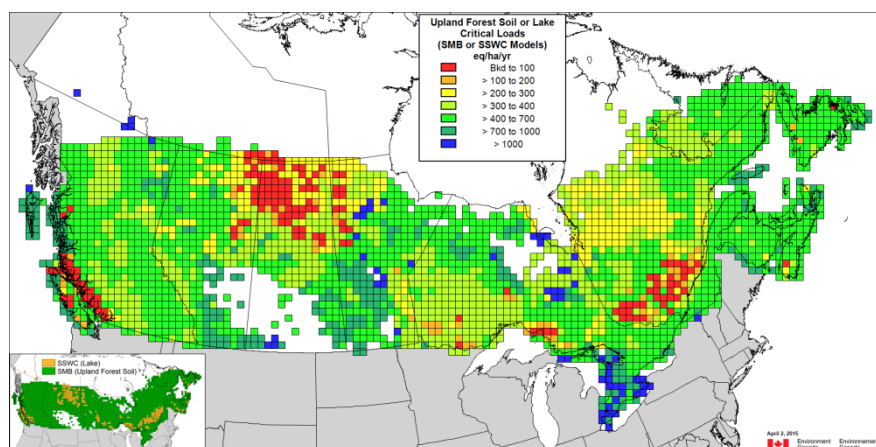 Upland Forest Soil or Lake
Critical Loads
(SMB or SSWC Models)
eq/ha/yr
Bkd to 100
> 100 to 200
> 200 to 300
> 300 to 400
> 400 to 700
> 700 to 1000
> 1000
SSWC (Lake)
SMB (Upland Forest Soil)
April 2, 2015
Environment
Environnement